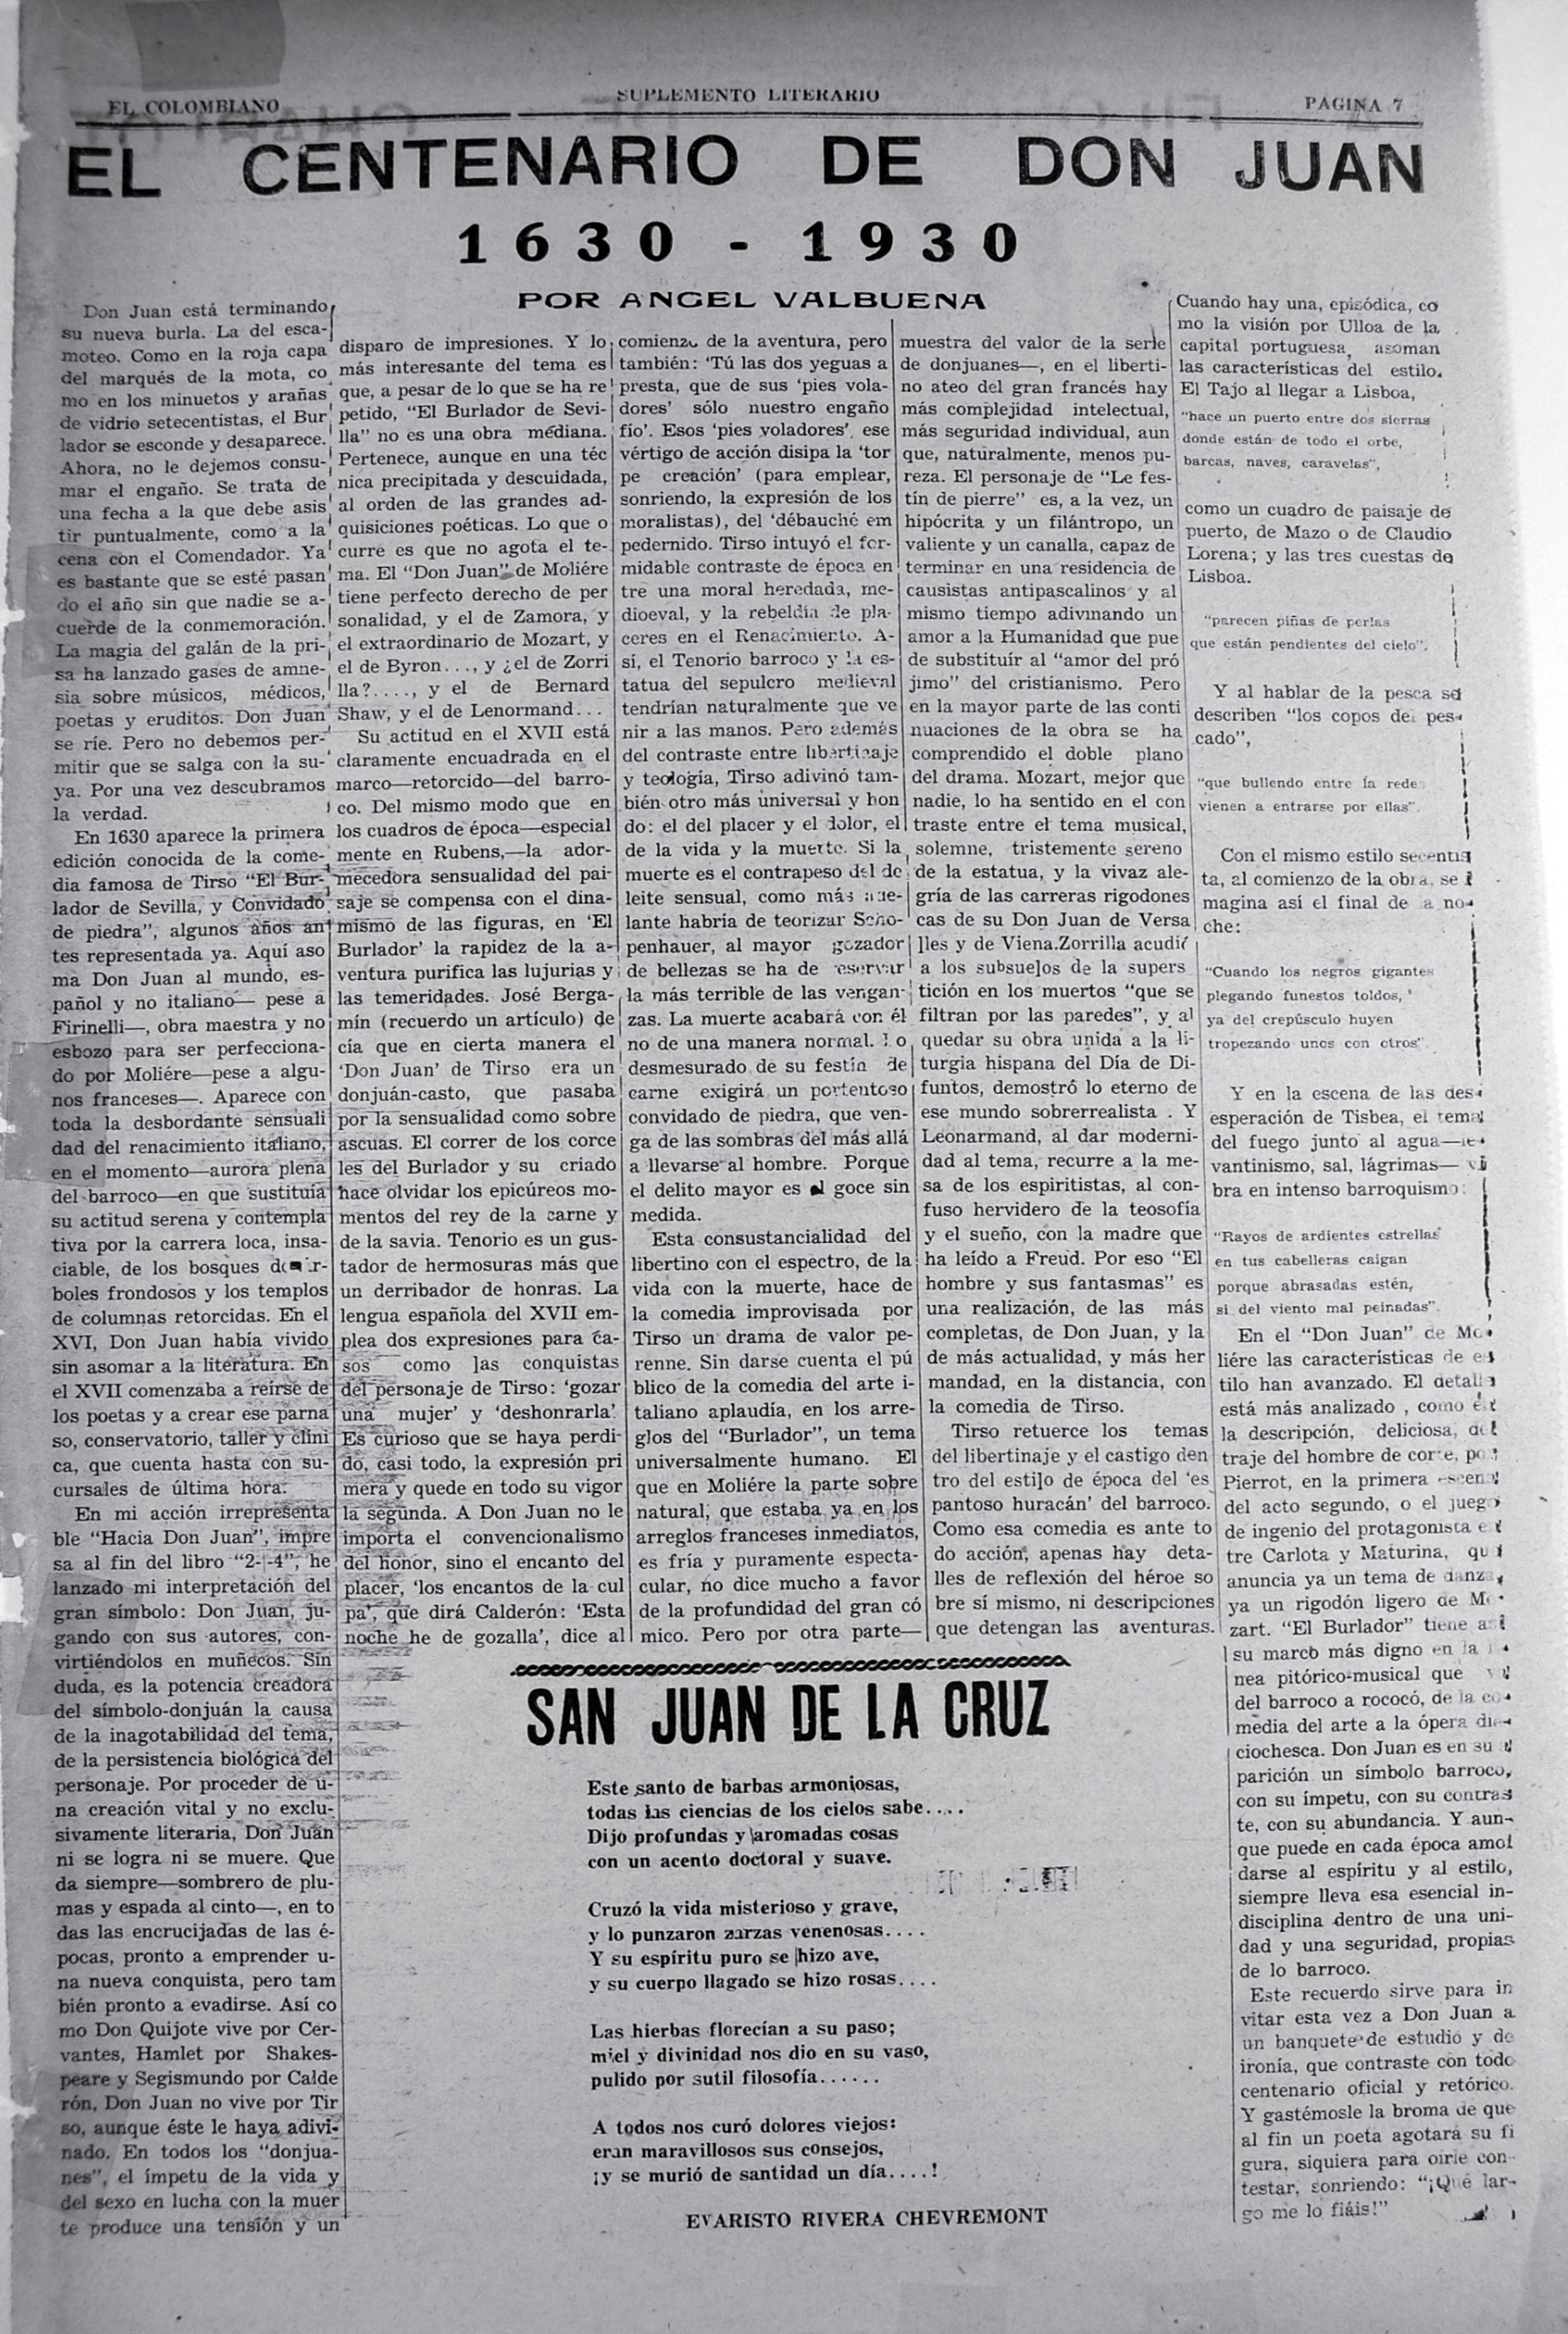 EL COLOMBIANO
SUPLEMENTO LITERARIO
PAGINA 7
EL CENTENARIO DE DON JUAN
1630 - 1930
POR ANGEL VALBUENA
Don Juan está terminando
su nueva burla. La del esca-
moteo. Como en la roja capa
del marqués de la mota, co
mo en los minuetos y arañas
de vidrio setecentistas, el Bur
lador se esconde y desaparece.
Ahora, no le dejemos consu-
mar el engaño. Se trata de
una fecha a la que debe asis
tir puntualmente, como a la
cena con el Comendador. Ya
es bastante que se esté pasan
do el año sin que nadie se a-
cuerde de la conmemoración.
La magia del galán de la pri-
sa ha lanzado gases de amne-
sia sobre músicos, médicos,
poetas y eruditos. Don Juan
se ríe. Pero no debemos per-
mitir que se salga con la su-
ya. Por una vez descubramos
la verdad.
En 1630 aparece la primera
edición conocida de la come-
dia famosa de Tirso "El Bur-
lador de Sevilla, y Convidado
de piedra", algunos años an
tes representada ya. Aquí aso
ma Don Juan al mundo, es-
pañol y no italiano— pese a
Firinelli—, obra maestra y no
esbozo para ser perfecciona-
do por Moliére—pese a algu-
nos franceses—. Aparece con
toda la desbordante sensuali
dad del renacimiento italiano,
en el momento—aurora plena
del barroco—en que sustituía
su actitud serena y contempla
tiva por la carrera loca, insa-
ciable, de los bosques de ár-
boles frondosos y los templos
de columnas retorcidas. En el
XVI, Don Juan había vivido
sin asomar a la literatura. En
el XVII comenzaba a reírse de
los poetas y a crear ese parna
so, conservatorio, taller y clíni
ca, que cuenta hasta con su-
cursales de última hora.
En mi acción irrepresenta
ble "Hacia Don Juan", impre
sa al fin del libro "2-|-4", he
lanzado mi interpretación del
gran símbolo: Don Juan, ju-
gando con sus autores, con-
virtiéndolos en muñecos. Sin
duda, es la potencia creadora
del símbolo-donjuán la causa
de la inagotabilidad del tema,
de la persistencia biológica del
personaje. Por proceder de u-
na creación vital y no exclu-
sivamente literaria, Don Juan
ni se logra ni se muere. Que
da siempre—sombrero de plu-
mas y espada al cinto—, en to
das las encrucijadas de las é-
pocas, pronto a emprender u-
na nueva conquista, pero tam
bién pronto a evadirse. Así co
mo Don Quijote vive por Cer-
vantes, Hamlet por Shakes-
peare y Segismundo por Calde
rón, Don Juan no vive por Tir
so, aunque éste le haya adivi-
nado. En todos los "donjua-
nes", el ímpetu de la vida y
del sexo en lucha con la muer
te produce una tensión y un
disparo de impresiones. Y lo
más interesante del tema es
que, a pesar de lo que se ha re
petido, "El Burlador de Sevi-
lla" no es una obra médiana.
Pertenece, aunque en una téc
nica precipitada y descuidada,
al orden de las grandes ad-
quisiciones poéticas. Lo que o
curre es que no agota el te-
ma. El "Don Juan" de Moliére
tiene perfecto derecho de per
sonalidad, y el de Zamora, y
el extraordinario de Mozart, y
el de Byron..., y ¿el de Zorri
lla?...., y el de Bernard
Shaw, y el de Lenormand...
Su actitud en el XVII está
claramente encuadrada en el
marco—retorcido—del barro-
co. Del mismo modo que en
los cuadros de época—especial
mente en Rubens,—la ador-
mecedora sensualidad del pai-
saje se compensa con el dina-
mismo de las figuras, en 'El
Burlador' la rapidez de la a-
ventura purifica las lujurias y
las temeridades. José Berga-
mín (recuerdo un artículo) de
cía que en cierta manera el
'Don Juan' de Tirso era un
donjuán-casto, que pasaba
por la sensualidad como sobre
ascuas. El correr de los corce
les del Burlador y su criado
hace olvidar los epicúreos mo-
mentos del rey de la carne y
de la savia. Tenorio es un gus-
tador de hermosuras más que
un derribador de honras. La
lengua española del XVII em-
plea dos expresiones para ca-
sos como las conquistas
del personaje de Tirso: 'gozar
una mujer' y 'deshonrarla'.
Es curioso que se haya perdi-
do, casi todo, la expresión pri
mera y quede en todo su vigor
la segunda. A Don Juan no le
importa el convencionalismo
del honor, sino el encanto del
placer, 'los encantos de la cul
pa', que dirá Calderón: 'Esta
noche he de gozalla', dice al
comienzo de la aventura, pero
también: 'Tú las dos yeguas a
presta, que de sus 'pies vola-
dores' sólo nuestro engaño
fío'. Esos 'pies voladores', ese
vértigo de acción disipa la 'tor
pe creación' (para emplear,
sonriendo, la expresión de los
moralistas), del 'débauché em
pedernido. Tirso intuyó el for-
midable contraste de época en
tre una moral heredada, me-
dioeval, y la rebeldía de pla-
ceres en el Renacimiento. A-
sí, el Tenorio barroco y la es-
tatua del sepulcro medieval
tendrían naturalmente que ve
nir a las manos. Pero además
del contraste entre libertinaje
y teología, Tirso adivinó tam-
bién otro más universal y hon
do: el del placer y el dolor, el
de la vida y la muerte. Si la
muerte es el contrapeso del de
leite sensual, como más ade-
lante habría de teorizar Scho-
penhauer, al mayor gozador
de bellezas se ha de reservar
la más terrible de las vengan-
zas. La muerte acabará con él
no de una manera normal. Lo
desmesurado de su festín de
carne exigirá un portentoso
convidado de piedra, que ven-
ga de las sombras del más allá
a llevarse al hombre. Porque
el delito mayor es el goce sin
medida.
Esta consustancialidad del
libertino con el espectro, de la
vida con la muerte, hace de
la comedia improvisada por
Tirso un drama de valor pe-
renne. Sin darse cuenta el pú
blico de la comedia del arte i-
taliano aplaudía, en los arre-
glos del "Burlador", un tema
universalmente humano. El
que en Moliére la parte sobre
natural, que estaba ya en los
arreglos franceses inmediatos,
es fría y puramente especta-
cular, no dice mucho a favor
de la profundidad del gran có
mico. Pero por otra parte—
muestra del valor de la serie
de donjuanes—, en el liberti-
no ateo del gran francés hay
más complejidad intelectual,
más seguridad individual, aun
que, naturalmente, menos pu-
reza. El personaje de "Le fes-
tín de pierre" es, a la vez, un
hipócrita y un filántropo, un
valiente y un canalla, capaz de
terminar en una residencia de
causistas antipascalinos y al
mismo tiempo adivinando un
amor a la Humanidad que pue
de substituír al "amor del pró
jimo" del cristianismo. Pero
en la mayor parte de las conti
nuaciones de la obra se ha
comprendido el doble plano
del drama. Mozart, mejor que
nadie, lo ha sentido en el con
traste entre el tema musical,
solemne, tristemente sereno
de la estatua, y la vivaz ale-
gría de las carreras rigodones
cas de su Don Juan de Versa
lles y de Viena.Zorrilla acudió
a los subsuelos de la supers
tición en los muertos "que se
filtran por las paredes", y al
quedar su obra unida a la li-
turgia hispana del Día de Di-
funtos, demostró lo eterno de
ese mundo sobrerrealista . Y
Leonarmand, al dar moderni-
dad al tema, recurre a la me-
sa de los espiritistas, al con-
fuso hervidero de la teosofía
y el sueño, con la madre que
ha leído a Freud. Por eso "El
hombre y sus fantasmas" es
una realización, de las más
completas, de Don Juan, y la
de más actualidad, y más her
mandad, en la distancia, con
la comedia de Tirso.
Tirso retuerce los temas
del libertinaje y el castigo den
tro del estilo de época del 'es
pantoso huracán' del barroco.
Como esa comedia es ante to
do acción, apenas hay deta-
lles de reflexión del héroe so
bre sí mismo, ni descripciones
que detengan las aventuras.
Cuando hay una, episódica, co
mo la visión por Ulloa de la
capital portuguesa, asoman
las características del estilo.
El Tajo al llegar a Lisboa,
"hace un puerto entre dos sierras
donde están de todo el orbe,
barcas, naves, caravelas",
como un cuadro de paisaje de
puerto, de Mazo o de Claudio
Lorena; y las tres cuestas de
Lisboa.
"parecen piñas de perlas
que están pendientes del cielo".
Y al hablar de la pesca se
describen "los copos del pes-
cado",
"que bullendo entre la rede
vienen a entrarse por ellas".
Con el mismo estilo secentis
ta, al comienzo de la obra, se i
magina así el final de la no-
che:
"Cuando los negros gigantes
plegando funestos toldos,
ya del crepúsculo huyen
tropezando unos con otros".
Y en la escena de las des-
esperación de Tisbea, el tema
del fuego junto al agua—le-
vantinismo, sal, lágrimas— vi
bra en intenso barroquismo:
"Rayos de ardientes estrellas
en tus cabelleras caigan
porque abrasadas estén,
si del viento mal peinadas".
En el "Don Juan" de Mo-
liére las características de es
tilo han avanzado. El detalle
está más analizado , como en
la descripción, deliciosa, del
traje del hombre de corte, por
Pierrot, en la primera escena
del acto segundo, o el juego
de ingenio del protagonista en
tre Carlota y Maturina, que
anuncia ya un tema de danza,
ya un rigodón ligero de Mo-
zart. "El Burlador" tiene así
su marco más digno en la lí-
nea pitórico-musical que va
del barroco a rococó, de la co-
media del arte a la ópera die-
ciochesca. Don Juan es en su a
parición un símbolo barroco,
con su ímpetu, con su contras
te, con su abundancia. Y aun-
que puede en cada época amol
darse al espíritu y al estilo,
siempre lleva esa esencial in-
disciplina dentro de una uni-
dad y una seguridad, propias
de lo barroco.
Este recuerdo sirve para in
vitar esta vez a Don Juan a
un banquete de estudio y de
ironía, que contraste con todo
centenario oficial y retórico.
Y gastémosle la broma de que
al fin un poeta agotará su fi
gura, siquiera para oirle con-
testar, sonriendo: "¡Qué lar-
go me lo fiáis!"
SAN JUAN DE LA CRUZ
Este santo de barbas armoniosas,
todas las ciencias de los cielos sabe....
Dijo profundas y aromadas cosas
con un acento doctoral y suave.
Cruzó la vida misterioso y grave,
y lo punzaron zarzas venenosas....
Y su espíritu puro se hizo ave,
y su cuerpo llagado se hizo rosas....
Las hierbas florecían a su paso;
miel y divinidad nos dio en su vaso,
pulido por sutil filosofía......
A todos nos curó dolores viejos:
eran maravillosos sus consejos,
¡y se murió de santidad un día....!
EVARISTO RIVERA CHEVREMONT